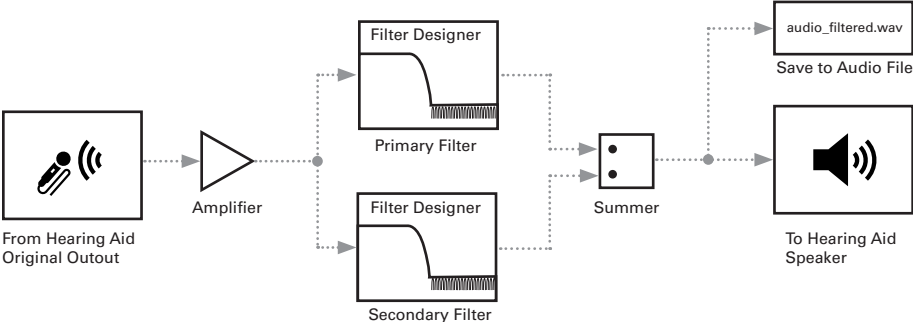 From Hearing Aid
Original Outout
Amplifier
Filter Designer
Primary Filter
Filter Designer
Secondary Filter
Summer
audio_filtered.wav
Save to Audio File
To Hearing Aid
Speaker